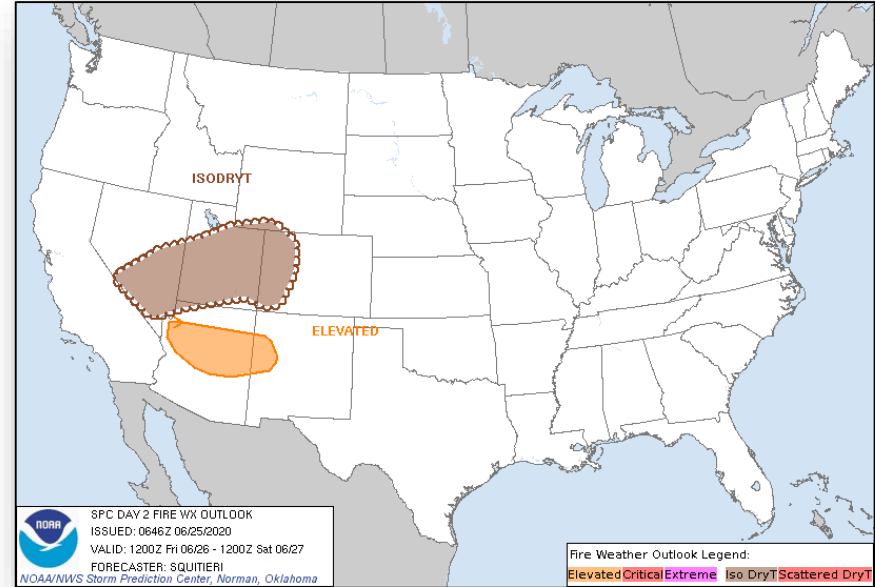 ISODRYT
ELEVATED
NOAA
SPC DAY 2 FIRE WX OUTLOOK
ISSUED: 0646Z 06/25/2020
VALID: 1200Z Fri 06/26 - 1200Z Sat 06/27
FORECASTER: SQUITIERI
NOAA/NWS Storm Prediction Center, Norman, Oklahoma
Fire Weather Outlook Legend:
Elevated Critical Extreme Iso DryT Scattered DryT